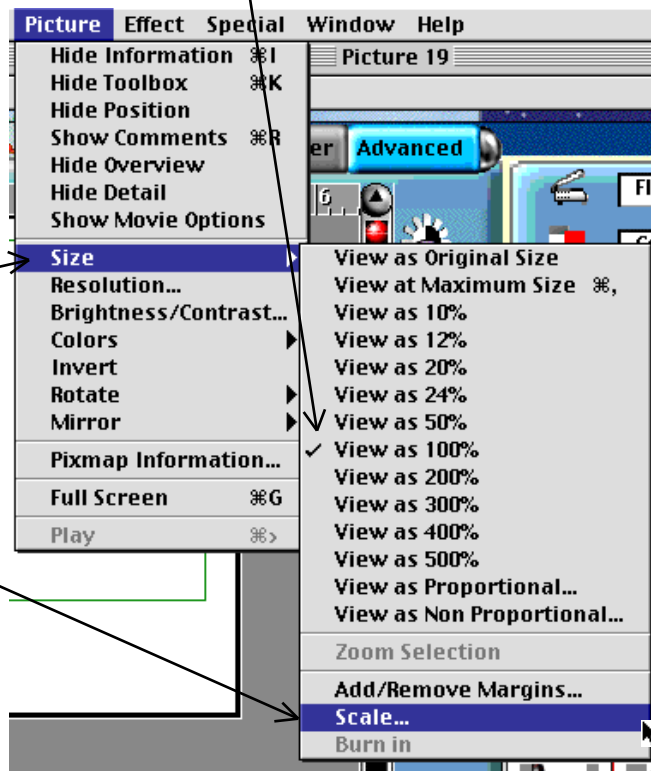 Picture Effect Special Window Help
Picture 19
Hide Information ⌘I
Hide Toolbox ⌘K
Hide Position
Show Comments ⌘R
Hide Overview
Hide Detail
Show Movie Options
er Advanced
6
Size
Resolution...
Brightness/Contrast...
Colors
Invert
Rotate
Mirror
Pixmap Information...
Full Screen ⌘G
Play ⌘>
View as Original Size
View at Maximum Size ⌘,
View as 10%
View as 12%
View as 20%
View as 24%
View as 50%
✓ View as 100%
View as 200%
View as 300%
View as 400%
View as 500%
View as Proportional...
View as Non Proportional...
Zoom Selection
Add/Remove Margins...
Scale...
Burn in